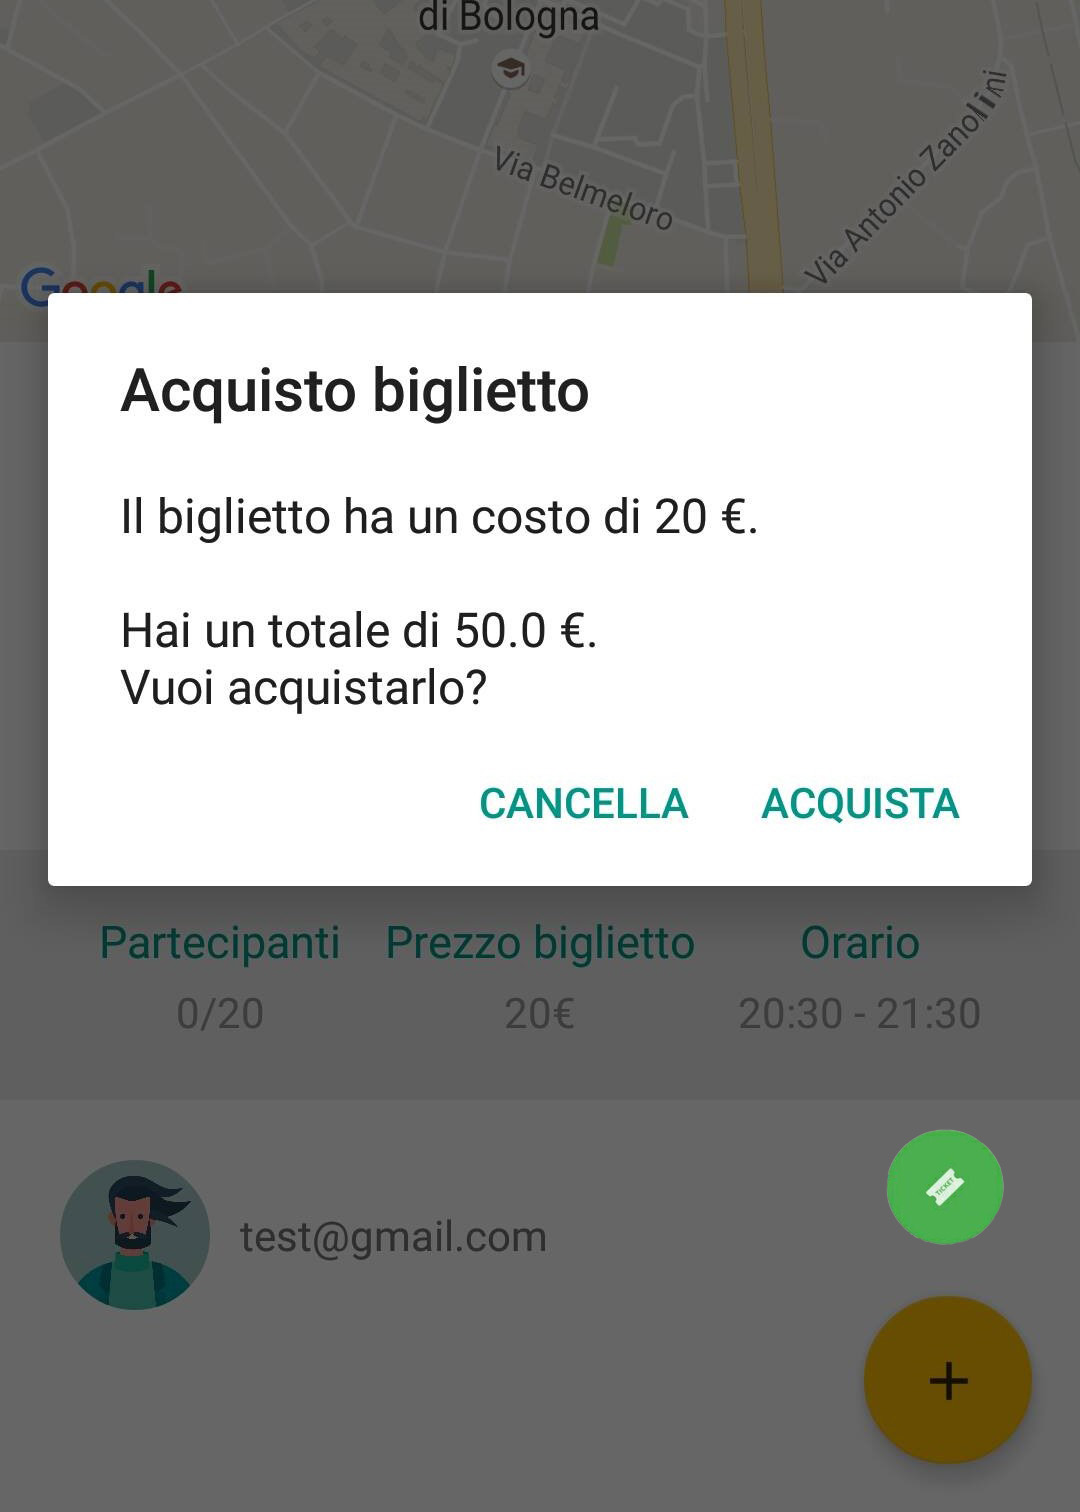 di Bologna
Via Belmeloro
Via Antonio Zanolini
Google
Acquisto biglietto
Il biglietto ha un costo di 20 €.
Hai un totale di 50.0 €.
Vuoi acquistarlo?
CANCELLA ACQUISTA
Partecipanti Prezzo biglietto Orario
0/20 20€ 20:30 - 21:30
TICKET
test@gmail.com
+